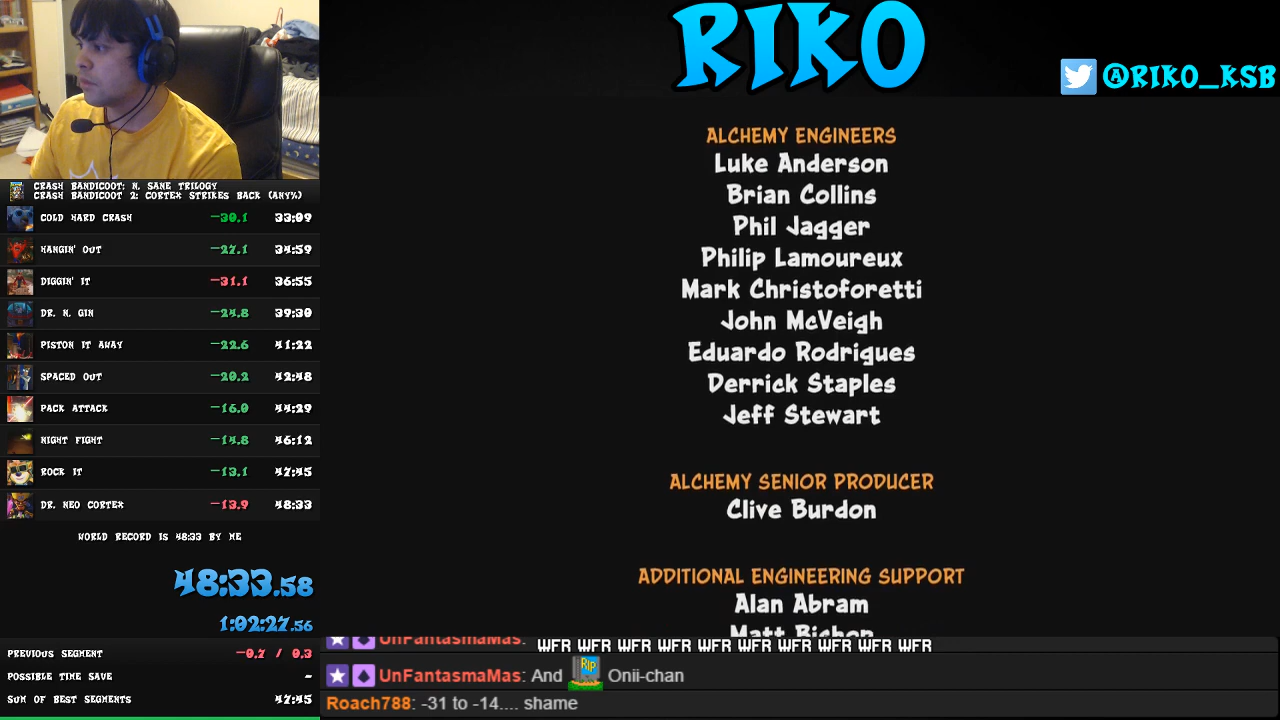 RIKO
@RIKO_KSB
CRASH BANDICOOT: N. SANE TRILOGY
CRASH BANDICOOT 2: CORTEX STRIKES BACK (ANY%)
COLD HARD CRASH -30.1 33:09
HANGIN' OUT -27.1 34:59
DIGGIN' IT -31.1 36:55
DR. N. GIN -24.8 39:30
PISTON IT AWAY -22.6 41:22
SPACED OUT -20.2 42:48
PACK ATTACK -16.0 44:29
NIGHT FIGHT -14.8 46:12
ROCK IT -13.1 47:45
DR. NEO CORTEX -13.9 48:33
WORLD RECORD IS 48:33 BY ME
48:33.58
1:02:27.56
PREVIOUS SEGMENT -0.7 / 0.3
POSSIBLE TIME SAVE -
SUM OF BEST SEGMENTS 47:45
ALCHEMY ENGINEERS
Luke Anderson
Brian Collins
Phil Jagger
Philip Lamoureux
Mark Christoforetti
John McVeigh
Eduardo Rodrigues
Derrick Staples
Jeff Stewart
ALCHEMY SENIOR PRODUCER
Clive Burdon
ADDITIONAL ENGINEERING SUPPORT
Alan Abram
Matt Bishop
UnFantasmaMas: WFR WFR WFR WFR WFR WFR WFR WFR WFR WFR
UnFantasmaMas: And RIP Onii-chan
Roach788: -31 to -14.... shame